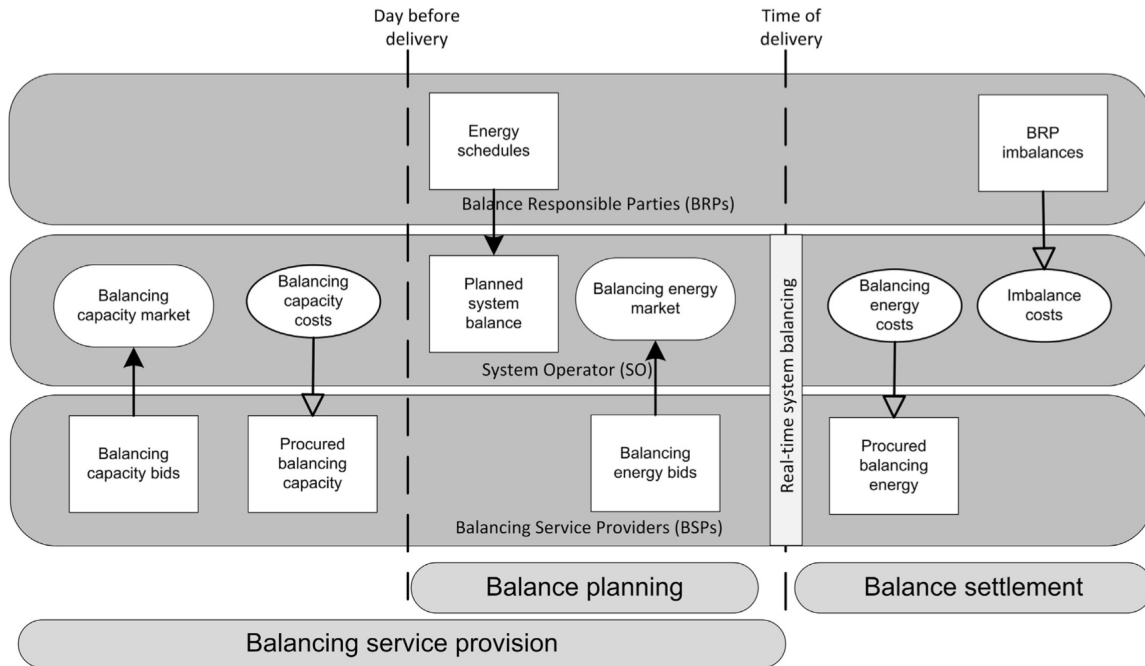 Day before
delivery
Time of
delivery
Energy
schedules
BRP
imbalances
Balance Responsible Parties (BRPs)
Balancing
capacity market
Balancing
capacity
costs
Planned
system
balance
Balancing energy
market
Balancing
energy
costs
Imbalance
costs
System Operator (SO)
Real-time system balancing
Balancing
capacity bids
Procured
balancing
capacity
Balancing
energy bids
Procured
balancing
energy
Balancing Service Providers (BSPs)
Balance planning
Balance settlement
Balancing service provision